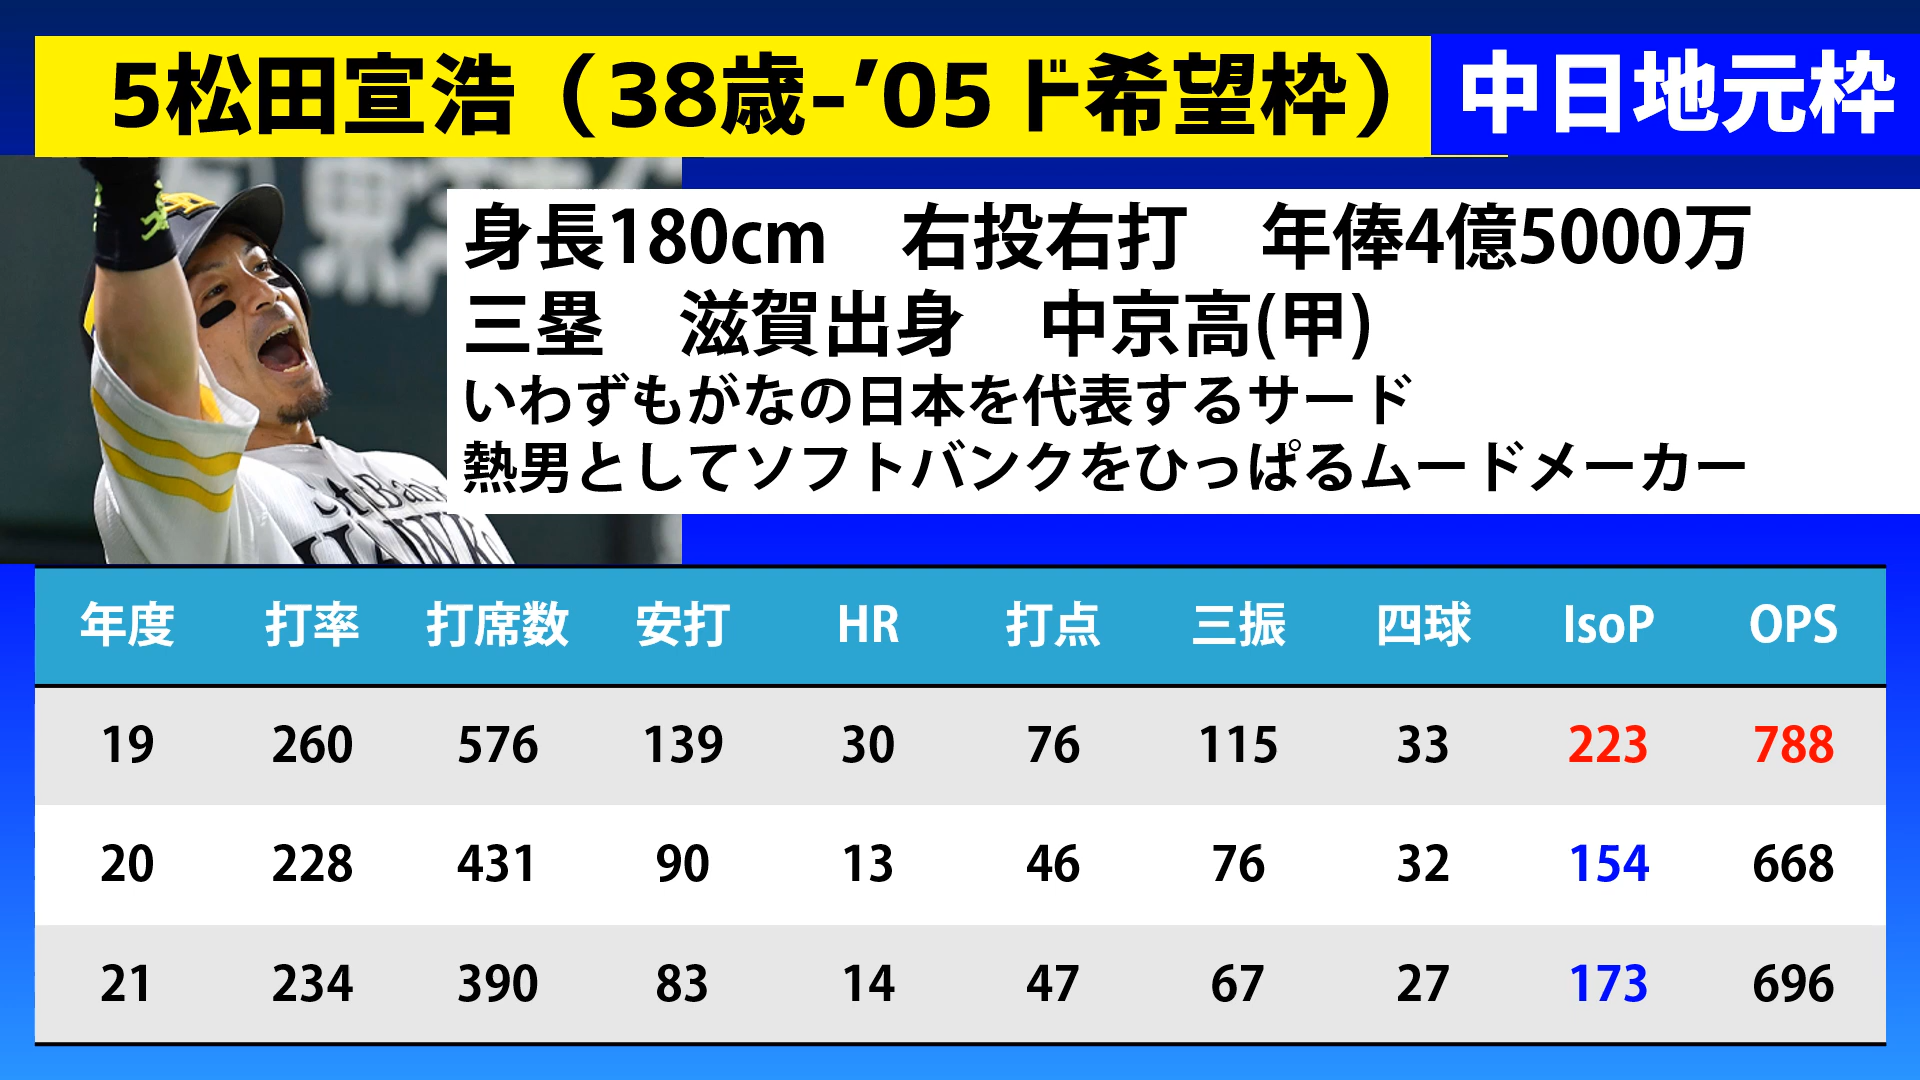 5松田宣浩（38歳-’05ド希望枠）
中日地元枠
身長180cm　右投右打　年俸4億5000万
三塁　滋賀出身　中京高(甲)
いわずもがなの日本を代表するサード
熱男としてソフトバンクをひっぱるムードメーカー
SoftBank
HAWKS
年度 打率 打席数 安打 HR 打点 三振 四球 IsoP OPS
19 260 576 139 30 76 115 33 223 788
20 228 431 90 13 46 76 32 154 668
21 234 390 83 14 47 67 27 173 696